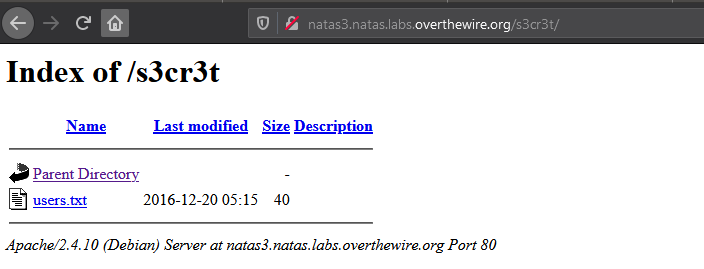 natas3.natas.labs.overthewire.org/s3cr3t/
Index of /s3cr3t
Name Last modified Size Description
Parent Directory -
users.txt 2016-12-20 05:15 40
Apache/2.4.10 (Debian) Server at natas3.natas.labs.overthewire.org Port 80